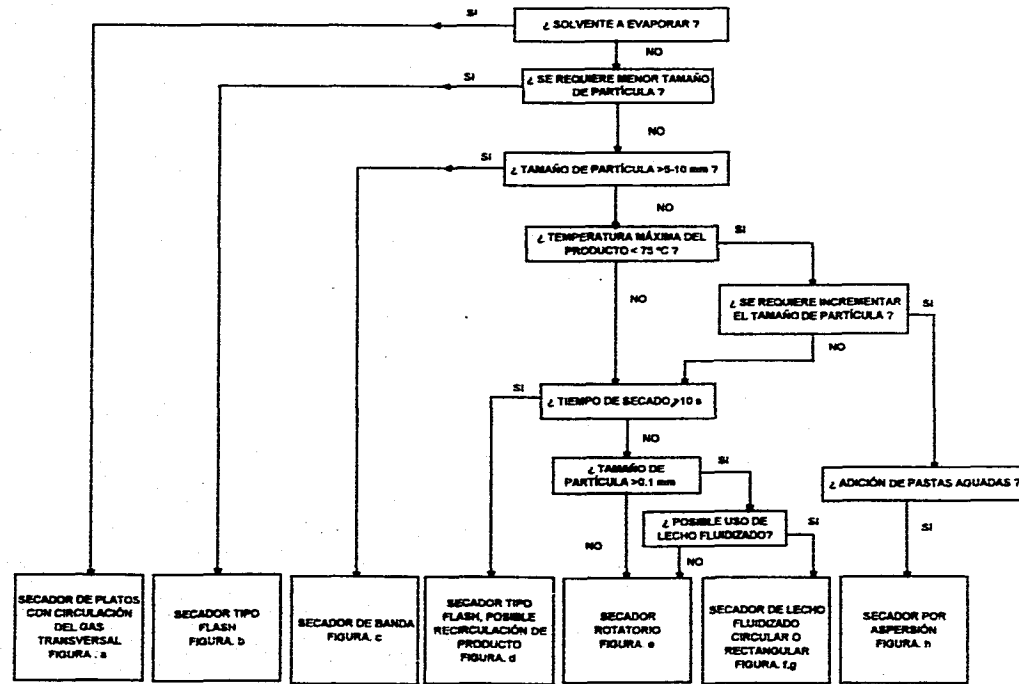 SI
¿ SOLVENTE A EVAPORAR ?
NO
SI
¿ SE REQUIERE MENOR TAMAÑO
DE PARTÍCULA ?
NO
SI
¿ TAMAÑO DE PARTÍCULA >5-10 mm ?
NO
¿ TEMPERATURA MÁXIMA DEL
PRODUCTO < 75 °C ?
SI
NO
¿ SE REQUIERE INCREMENTAR
EL TAMAÑO DE PARTÍCULA ?
SI
NO
SI
¿ TIEMPO DE SECADO >10 s
NO
¿ TAMAÑO DE
PARTÍCULA >0.1 mm
SI
¿ ADICIÓN DE PASTAS AGUADAS ?
¿ POSIBLE USO DE
LECHO FLUIDIZADO?
SI
SI
NO
NO
SECADOR DE PLATOS
CON CIRCULACIÓN
DEL GAS
TRANSVERSAL
FIGURA . a
SECADOR TIPO
FLASH
FIGURA. b
SECADOR DE BANDA
FIGURA. c
SECADOR TIPO
FLASH, POSIBLE
RECIRCULACIÓN DE
PRODUCTO
FIGURA. d
SECADOR
ROTATORIO
FIGURA e
SECADOR DE LECHO
FLUIDIZADO
CIRCULAR O
RECTANGULAR
FIGURA. f,g
SECADOR POR
ASPERSIÓN
FIGURA. h